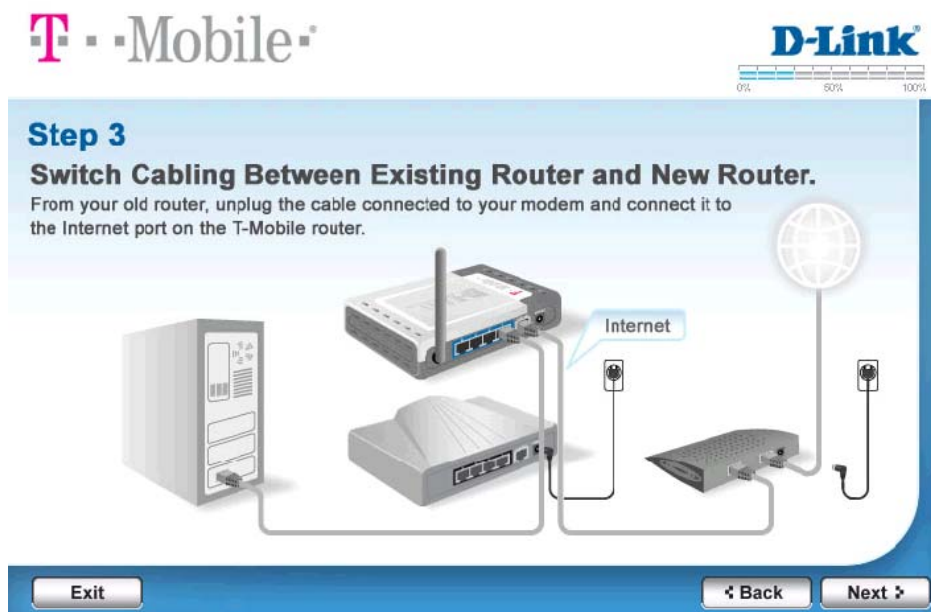 T··Mobile·
D-Link
0% 50% 100%
Step 3
Switch Cabling Between Existing Router and New Router.
From your old router, unplug the cable connected to your modem and connect it to
the Internet port on the T-Mobile router.
Internet
Exit
Back
Next